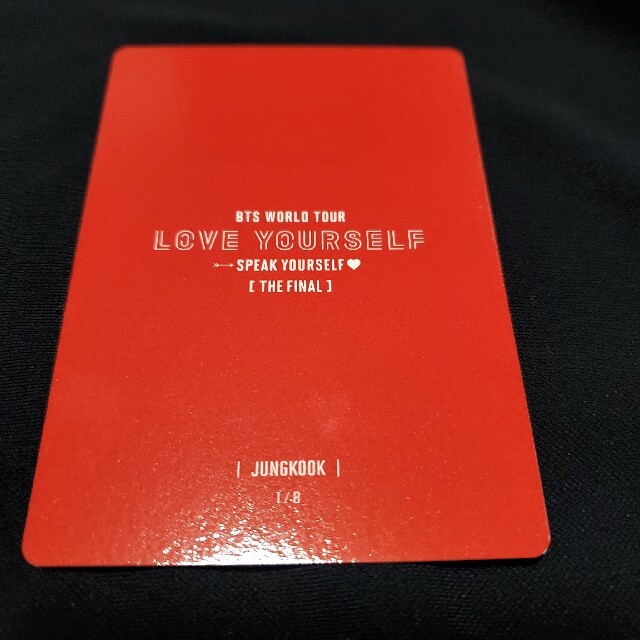 BTS WORLD TOUR
LOVE YOURSELF
SPEAK YOURSELF
[ THE FINAL ]
| JUNGKOOK |
1/8